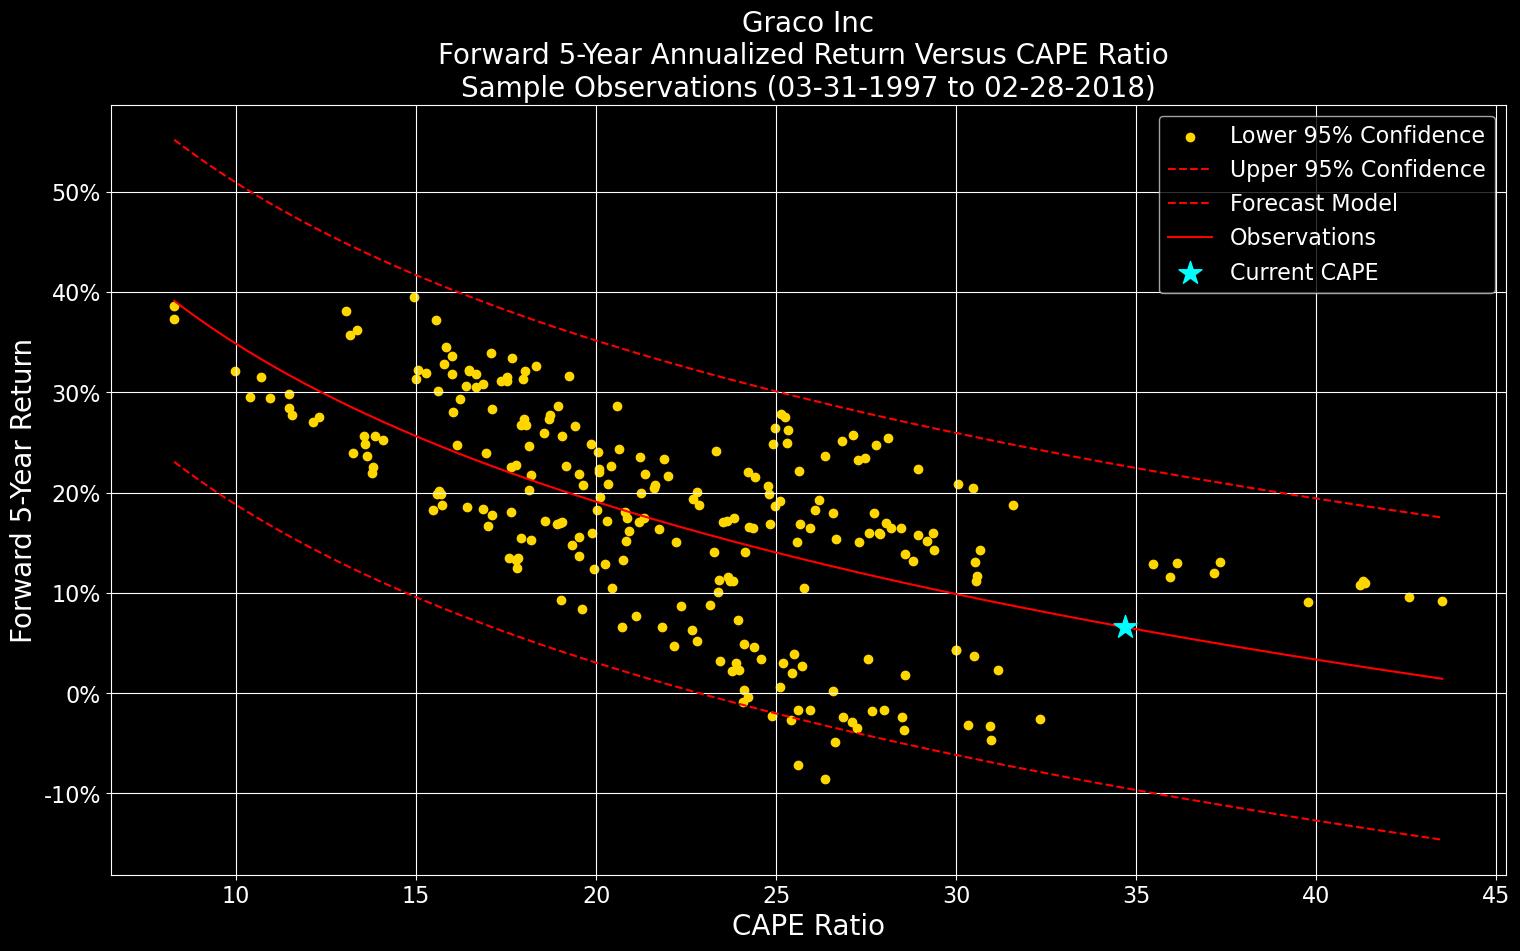 Graco Inc
Forward 5-Year Annualized Return Versus CAPE Ratio
Sample Observations (03-31-1997 to 02-28-2018)
Lower 95% Confidence
Upper 95% Confidence
Forecast Model
Observations
Current CAPE
Forward 5-Year Return
50%
40%
30%
20%
10%
0%
-10%
10 15 20 25 30 35 40 45
CAPE Ratio